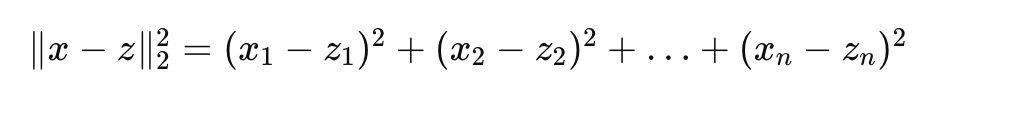 ‖x − z‖₂² = (x₁ − z₁)² + (x₂ − z₂)² + … + (xₙ − zₙ)²